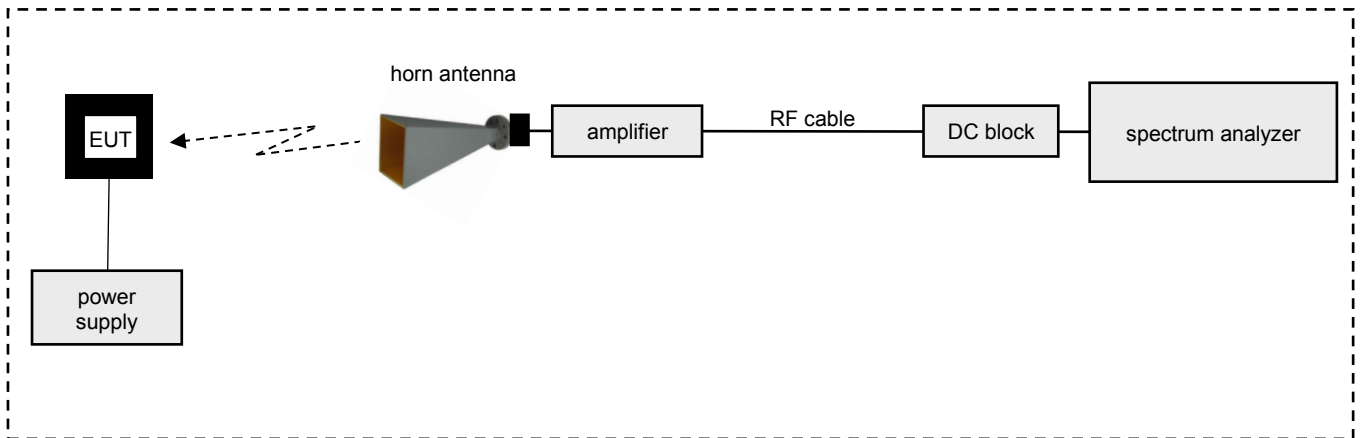 horn antenna
EUT
amplifier
RF cable
DC block
spectrum analyzer
power
supply